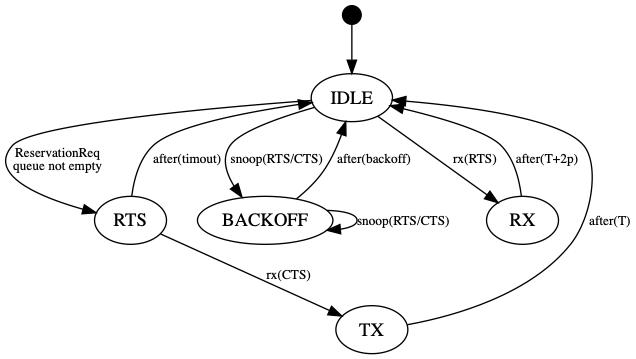 IDLE
ReservationReq
queue not empty
after(timout)
snoop(RTS/CTS)
after(backoff)
rx(RTS)
after(T+2p)
RTS
BACKOFF
snoop(RTS/CTS)
RX
after(T)
rx(CTS)
TX